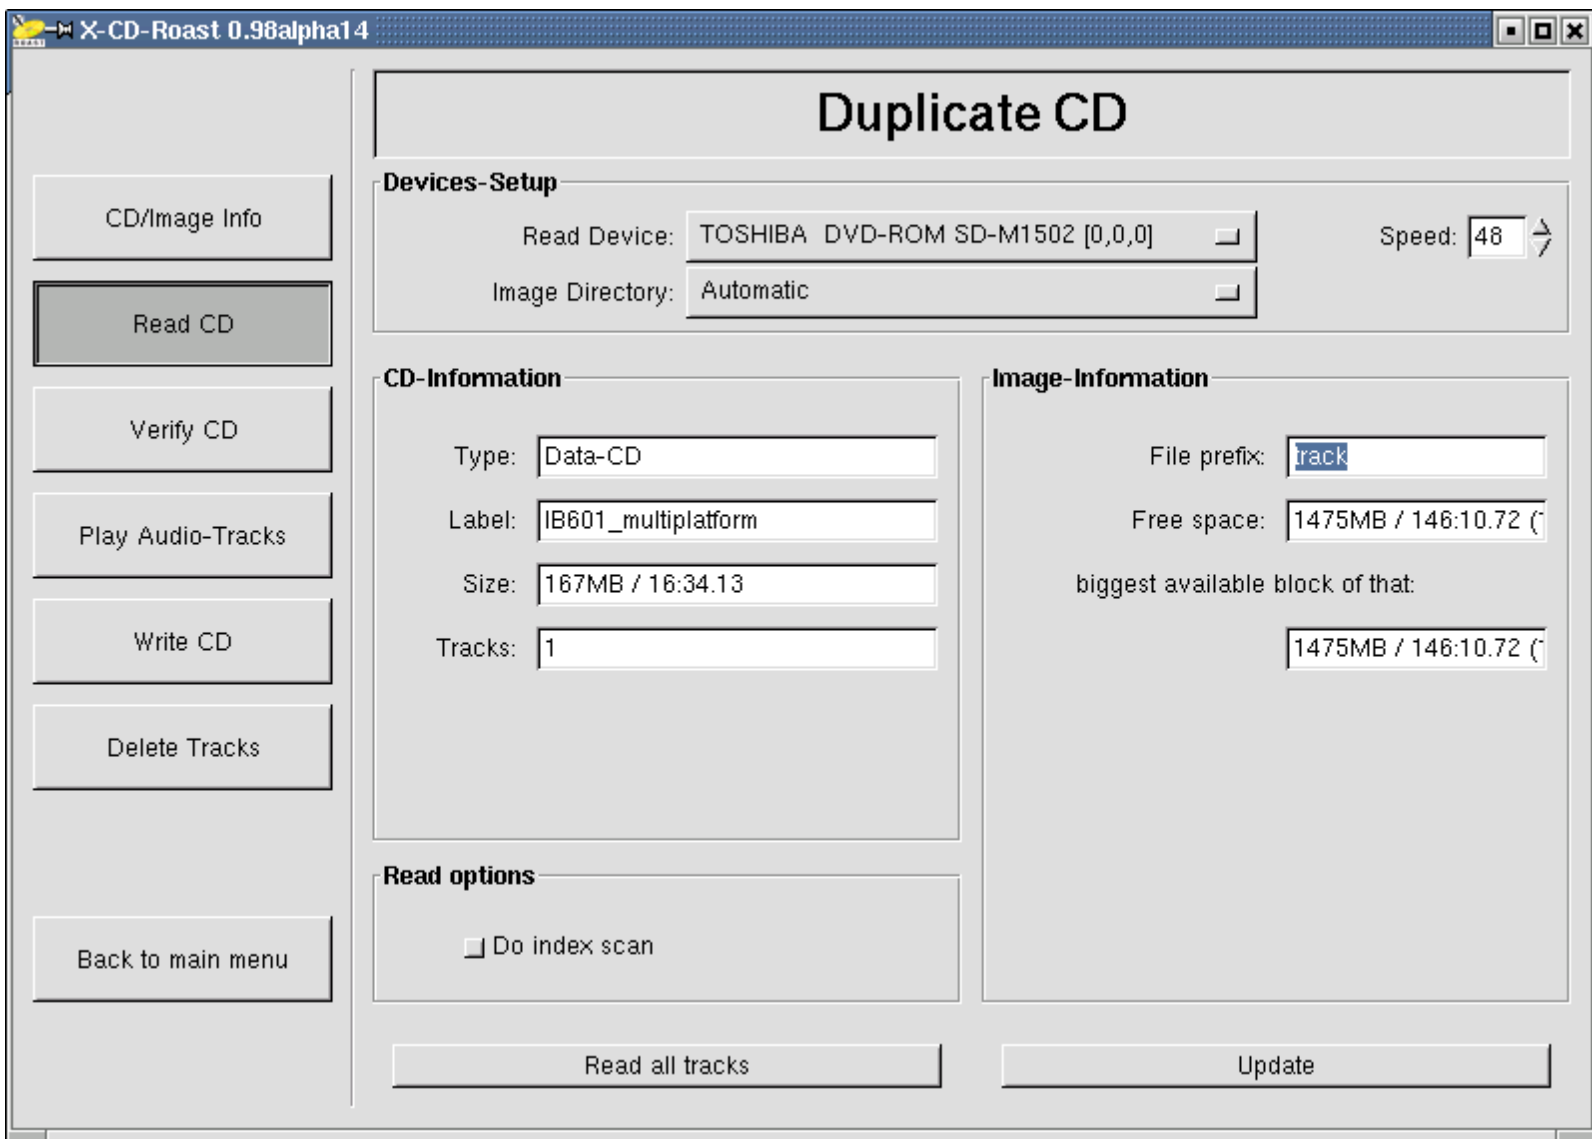 X-CD-Roast 0.98alpha14
Duplicate CD
CD/Image Info
Read CD
Verify CD
Play Audio-Tracks
Write CD
Delete Tracks
Back to main menu
Devices-Setup
Read Device: TOSHIBA DVD-ROM SD-M1502 [0,0,0] Speed: 48
Image Directory: Automatic
CD-Information
Type: Data-CD
Label: IB601_multiplatform
Size: 167MB / 16:34.13
Tracks: 1
Image-Information
File prefix: track
Free space: 1475MB / 146:10.72 (
biggest available block of that:
1475MB / 146:10.72 (
Read options
Do index scan
Read all tracks
Update